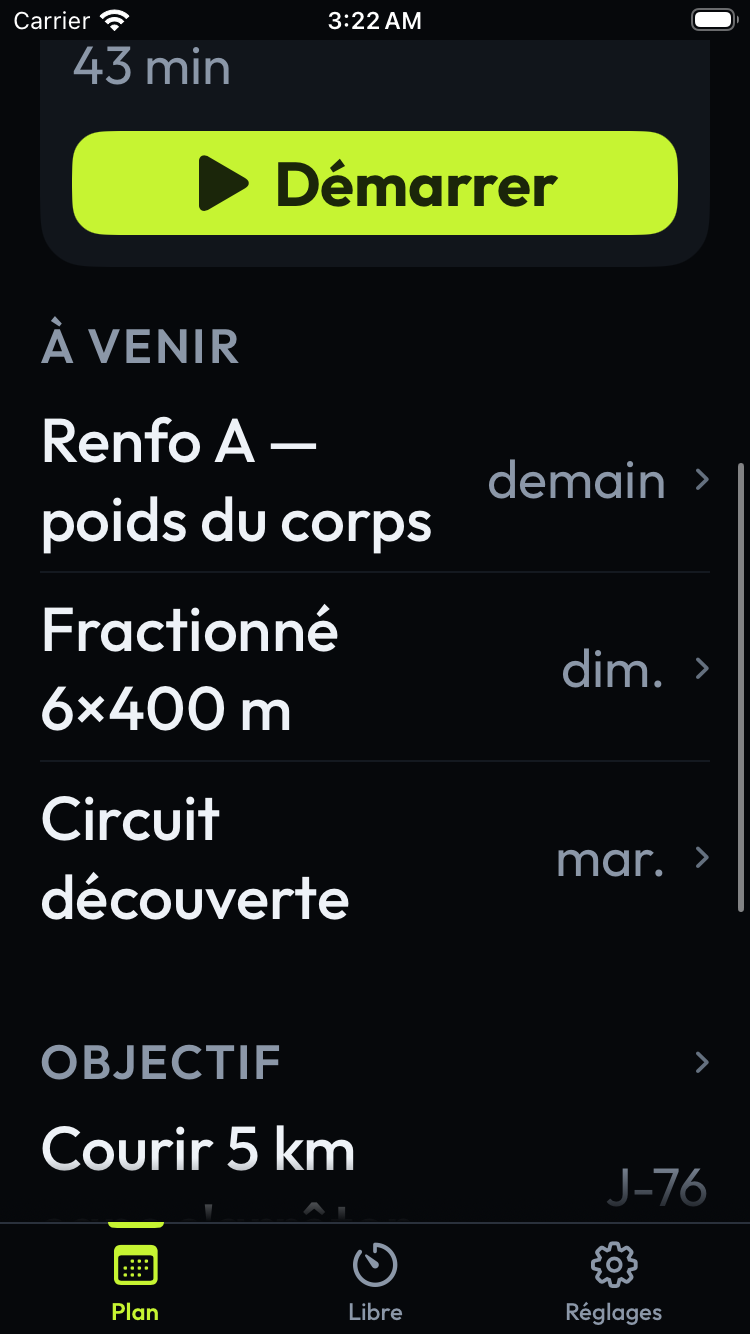 Carrier
3:22 AM
43 min
Démarrer
À VENIR
Renfo A —
poids du corps
demain
Fractionné
6×400 m
dim.
Circuit
découverte
mar.
OBJECTIF
Courir 5 km
J-76
Plan
Libre
Réglages